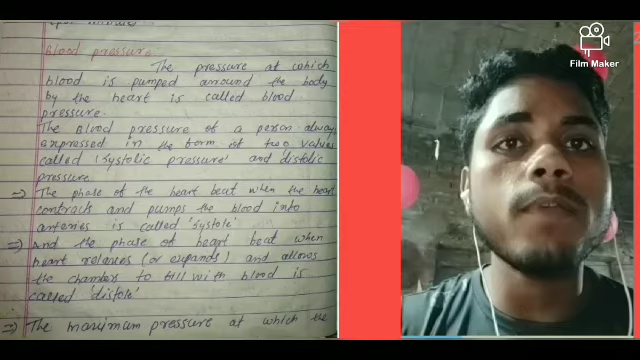 Blood pressure
The pressure at which
blood is pumped arround the body
by the heart is called blood
pressure.
The Blood pressure of a person alway
expressed in the form of two values
called 'systolic pressure' and distolic
pressure
→ The phase of the heart beat when the heart
contracts and pumps the blood into
arteries is called 'systole'
⇒ and the phase of heart beat when
heart relaxes (or expands) and allows
the chambers to fill with blood is
called 'distole'
⇒ The maximum pressure at which the
Film Maker
2